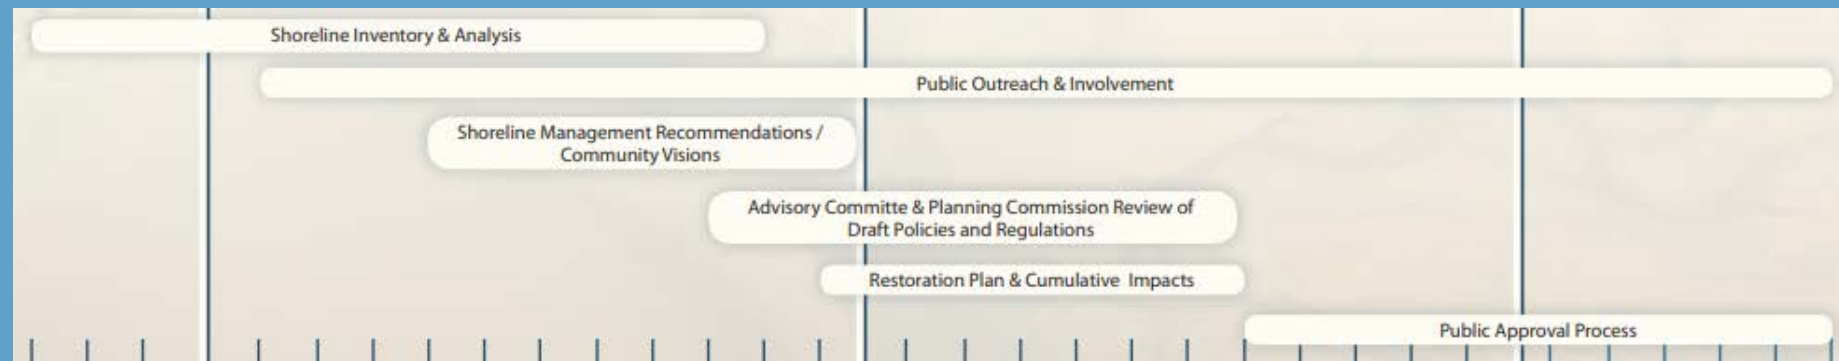 Shoreline Inventory & Analysis
Public Outreach & Involvement
Shoreline Management Recommendations /
Community Visions
Advisory Committe & Planning Commission Review of
Draft Policies and Regulations
Restoration Plan & Cumulative Impacts
Public Approval Process